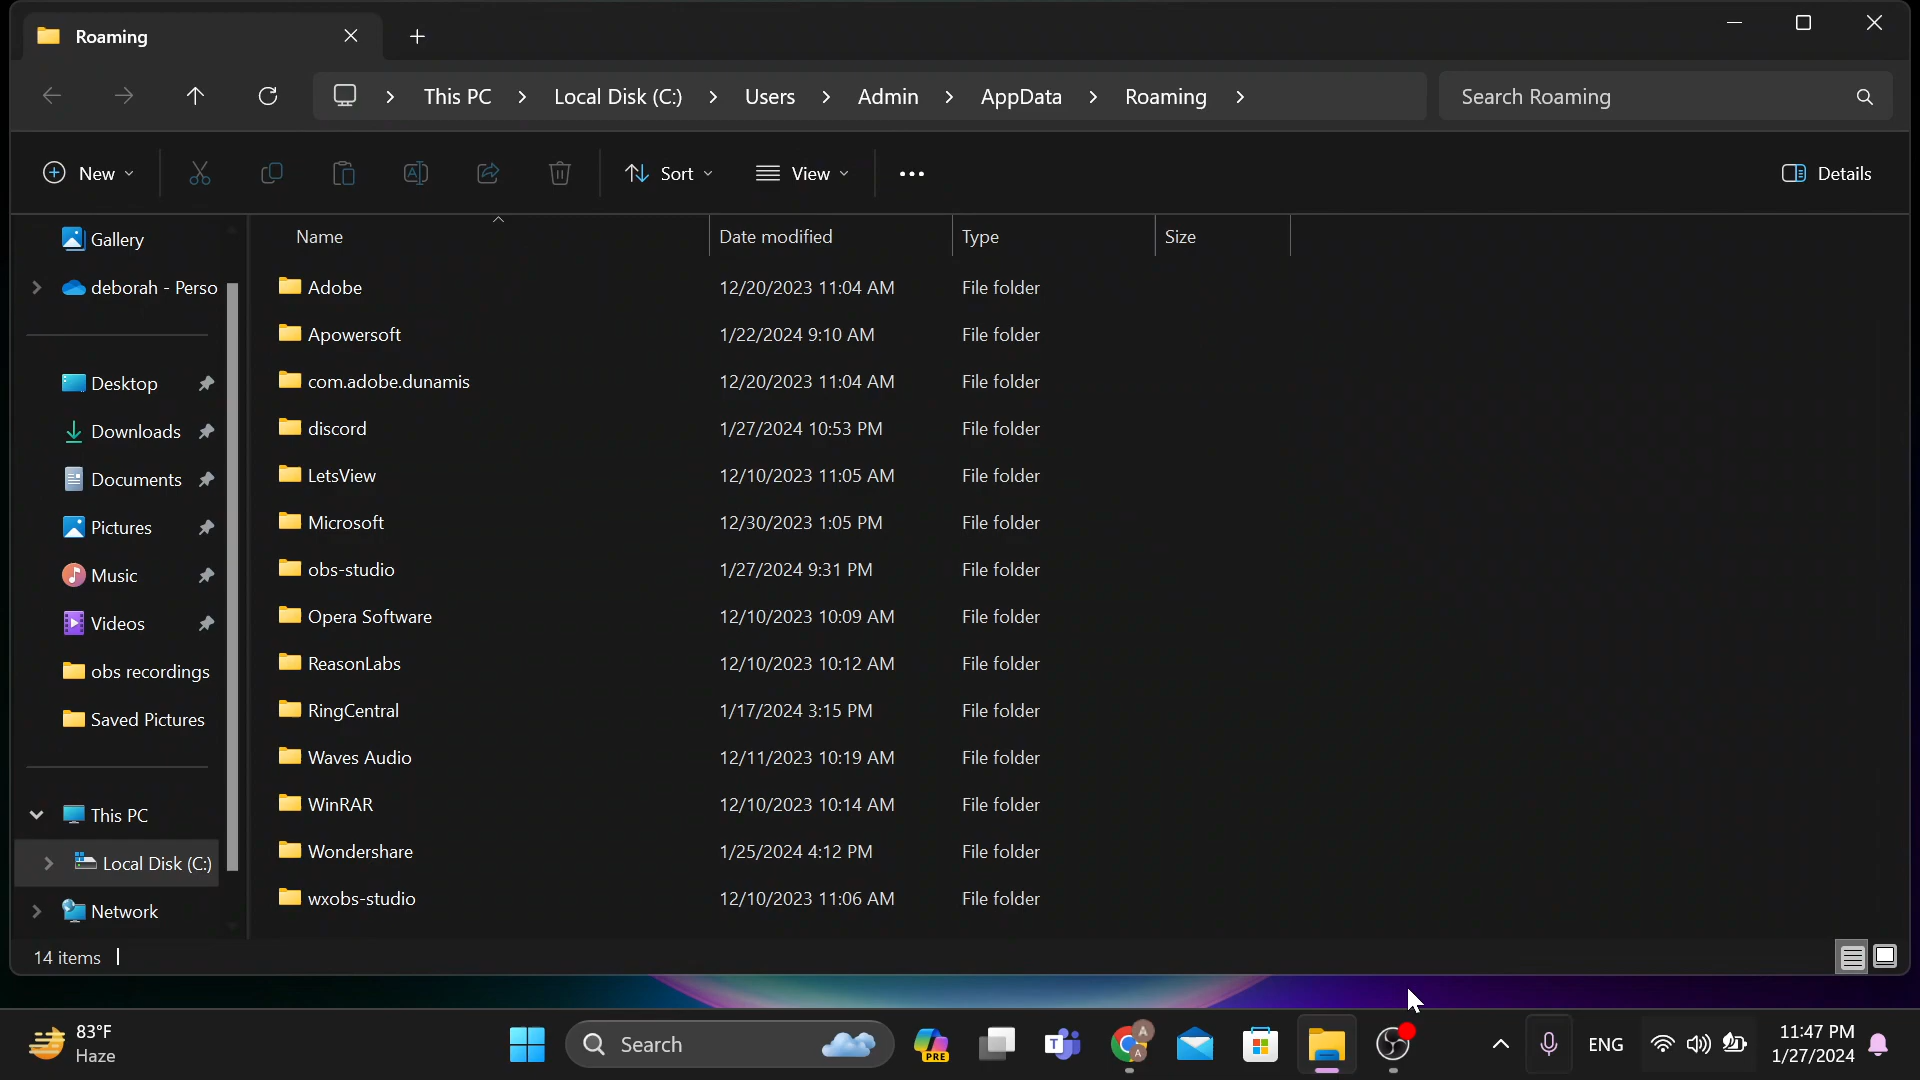 Roaming
This PC
Local Disk (C:)
Users
Admin
AppData
Roaming
Search Roaming
New
Sort
View
Details
Gallery
deborah - Perso
Desktop
Downloads
Documents
Pictures
Music
Videos
obs recordings
Saved Pictures
This PC
Local Disk (C:)
Network
Name Date modified Type Size
Adobe 12/20/2023 11:04 AM File folder
Apowersoft 1/22/2024 9:10 AM File folder
com.adobe.dunamis 12/20/2023 11:04 AM File folder
discord 1/27/2024 10:53 PM File folder
LetsView 12/10/2023 11:05 AM File folder
Microsoft 12/30/2023 1:05 PM File folder
obs-studio 1/27/2024 9:31 PM File folder
Opera Software 12/10/2023 10:09 AM File folder
ReasonLabs 12/10/2023 10:12 AM File folder
RingCentral 1/17/2024 3:15 PM File folder
Waves Audio 12/11/2023 10:19 AM File folder
WinRAR 12/10/2023 10:14 AM File folder
Wondershare 1/25/2024 4:12 PM File folder
wxobs-studio 12/10/2023 11:06 AM File folder
14 items
83°F
Haze
Search
PRE
T
A
A
ENG
11:47 PM
1/27/2024